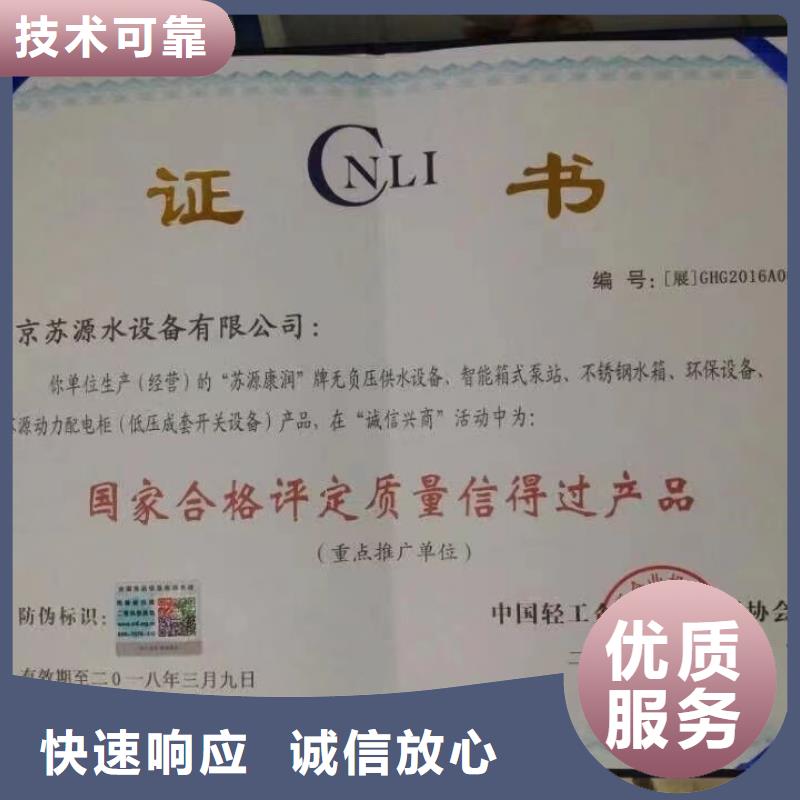 技术可靠
CNLI
证 书
编 号:[展]GHG2016A0
京苏源水设备有限公司:
你单位生产(经营)的“苏源康润”牌无负压供水设备、智能箱式泵站、不锈钢水箱、环保设备、
源动力配电柜(低压成套开关设备)产品,在“诚信兴商”活动中为:
国家合格评定质量信得过产品
(重点推广单位)
防伪标识:
中国轻工
协会
有效期至二〇一八年三月九日
优质
服务
快速响应 诚信放心